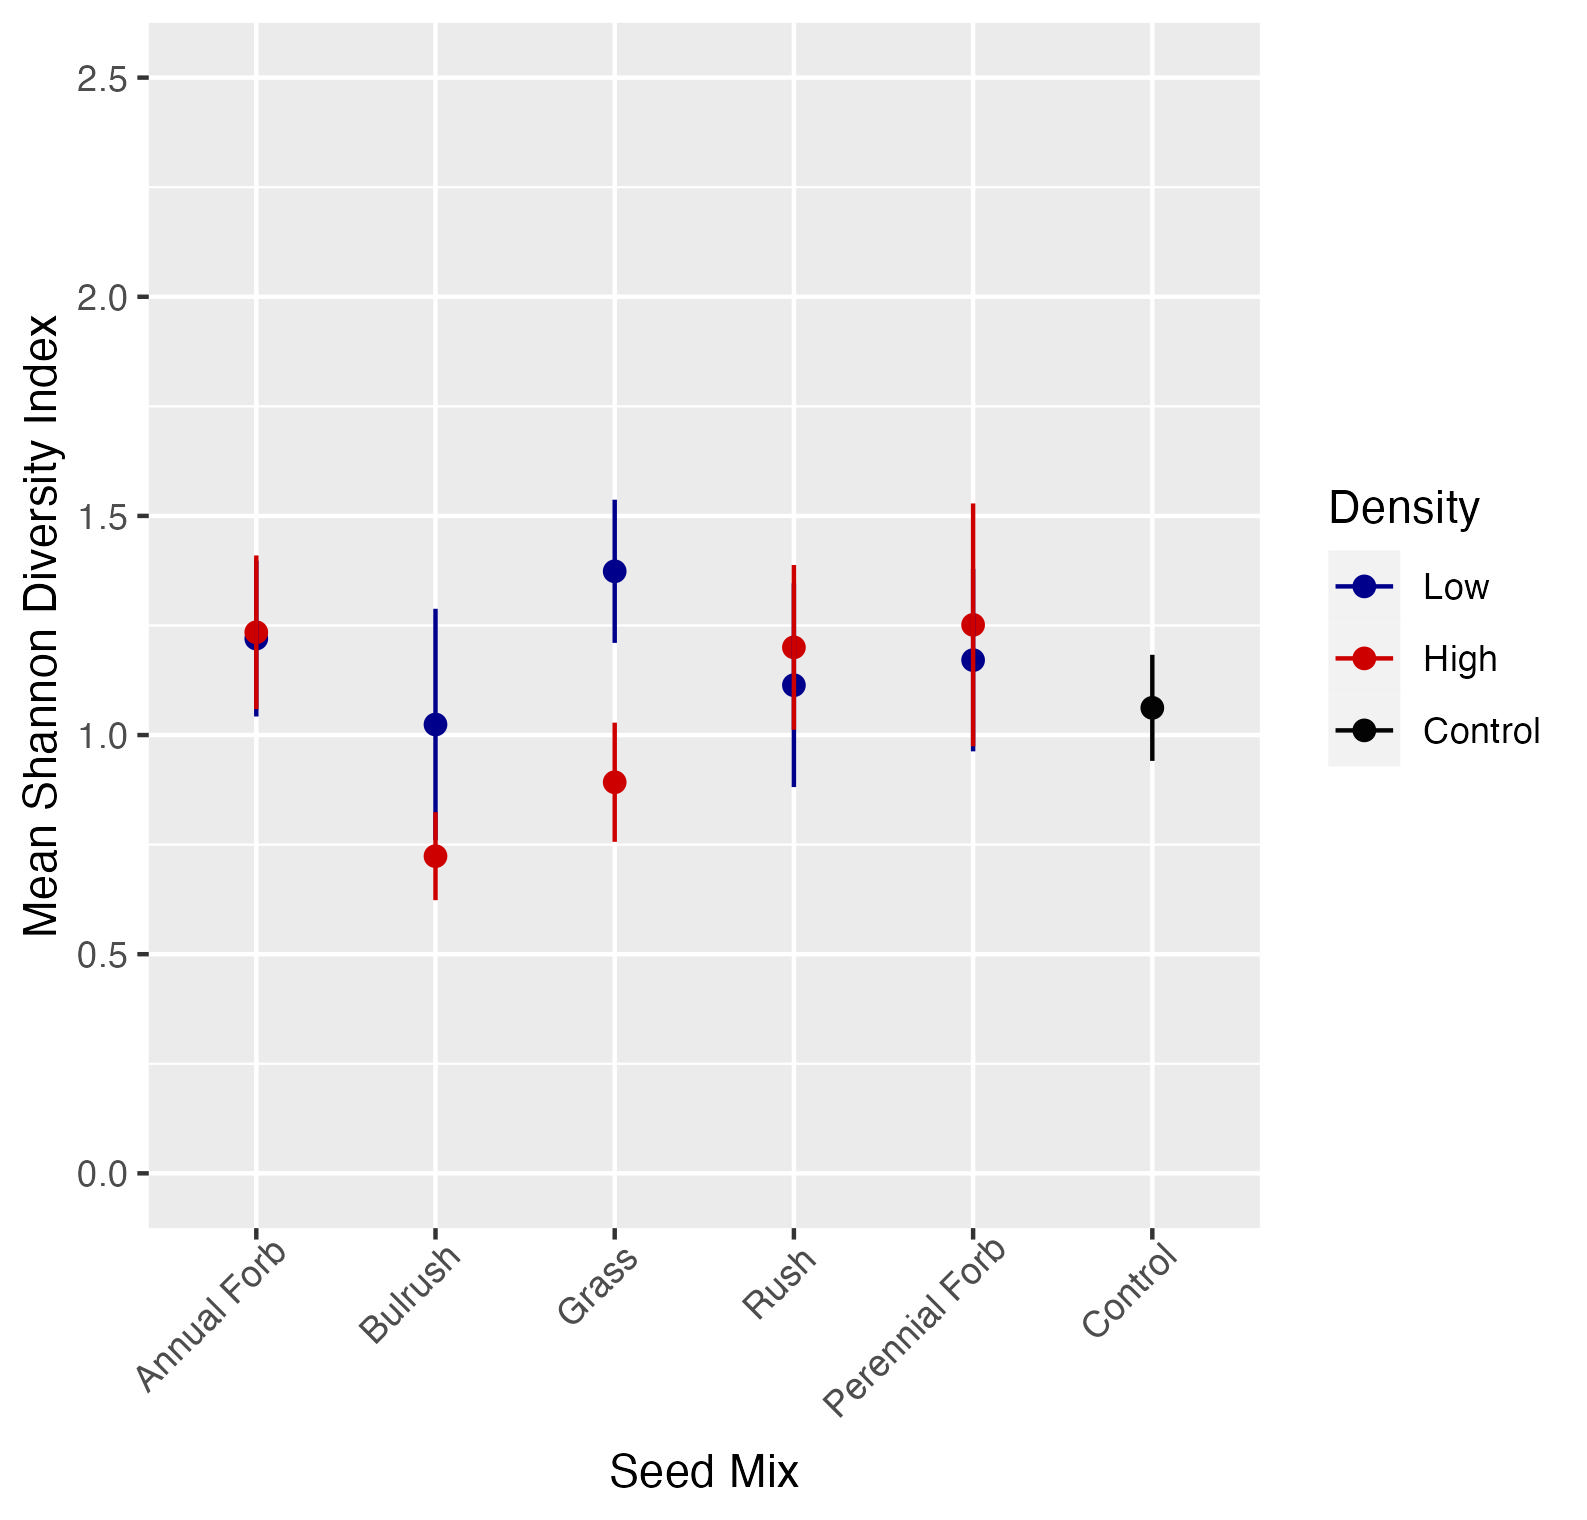 Mean Shannon Diversity Index
2.5
2.0
1.5
1.0
0.5
0.0
Annual Forb
Bulrush
Grass
Rush
Perennial Forb
Control
Seed Mix
Density
Low
High
Control